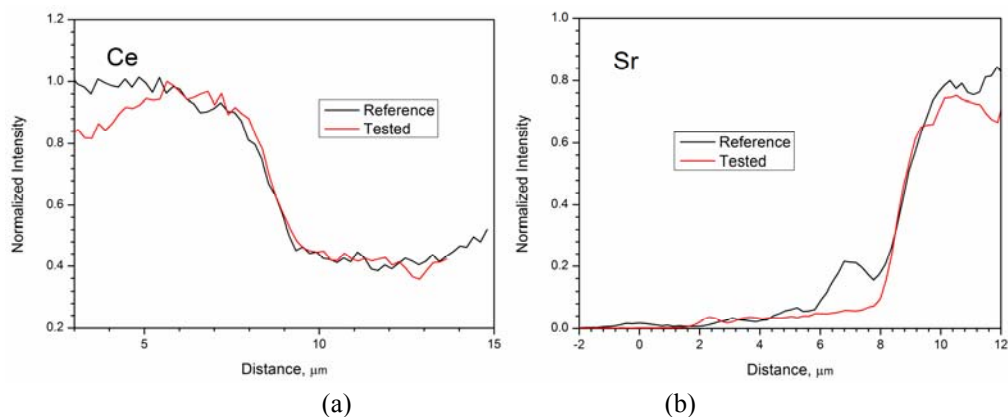 1.2
1.0
0.8
0.6
0.4
0.2
Normalized Intensity
Ce
Reference
Tested
5
10
15
Distance, μm
(a)
0.8
0.6
0.4
0.2
0.0
Normalized Intensity
Sr
Reference
Tested
-2
0
2
4
6
8
10
12
Distance, μm
(b)